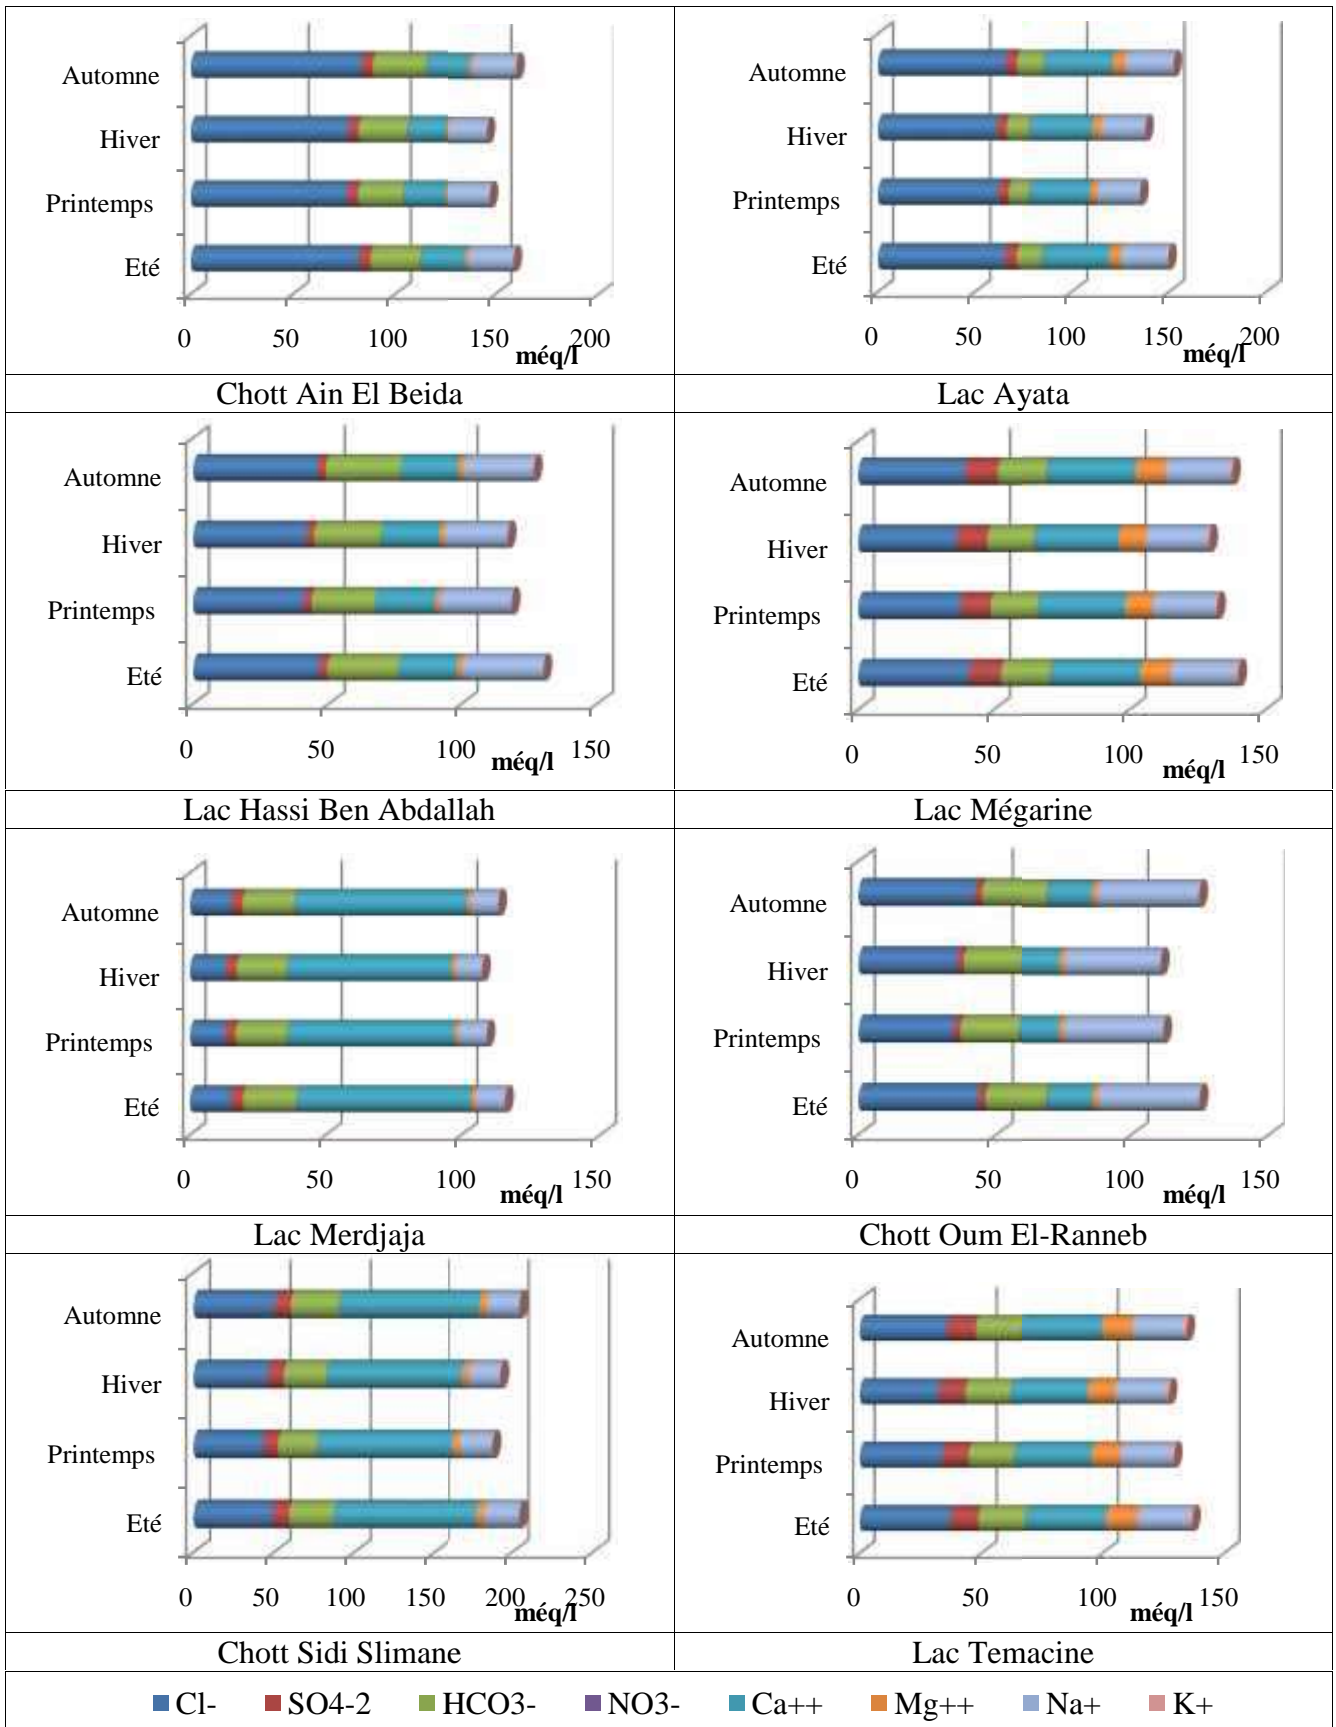 Automne
Hiver
Printemps
Eté
0 50 100 150 200
méq/l
Chott Ain El Beida
Automne
Hiver
Printemps
Eté
0 50 100 150 200
méq/l
Lac Ayata
Automne
Hiver
Printemps
Eté
0 50 100 150
méq/l
Lac Hassi Ben Abdallah
Automne
Hiver
Printemps
Eté
0 50 100 150
méq/l
Lac Mégarine
Automne
Hiver
Printemps
Eté
0 50 100 150
méq/l
Lac Merdjaja
Automne
Hiver
Printemps
Eté
0 50 100 150
méq/l
Chott Oum El-Ranneb
Automne
Hiver
Printemps
Eté
0 50 100 150 200 250
méq/l
Chott Sidi Slimane
Automne
Hiver
Printemps
Eté
0 50 100 150
méq/l
Lac Temacine
Cl- SO4-2 HCO3- NO3- Ca++ Mg++ Na+ K+